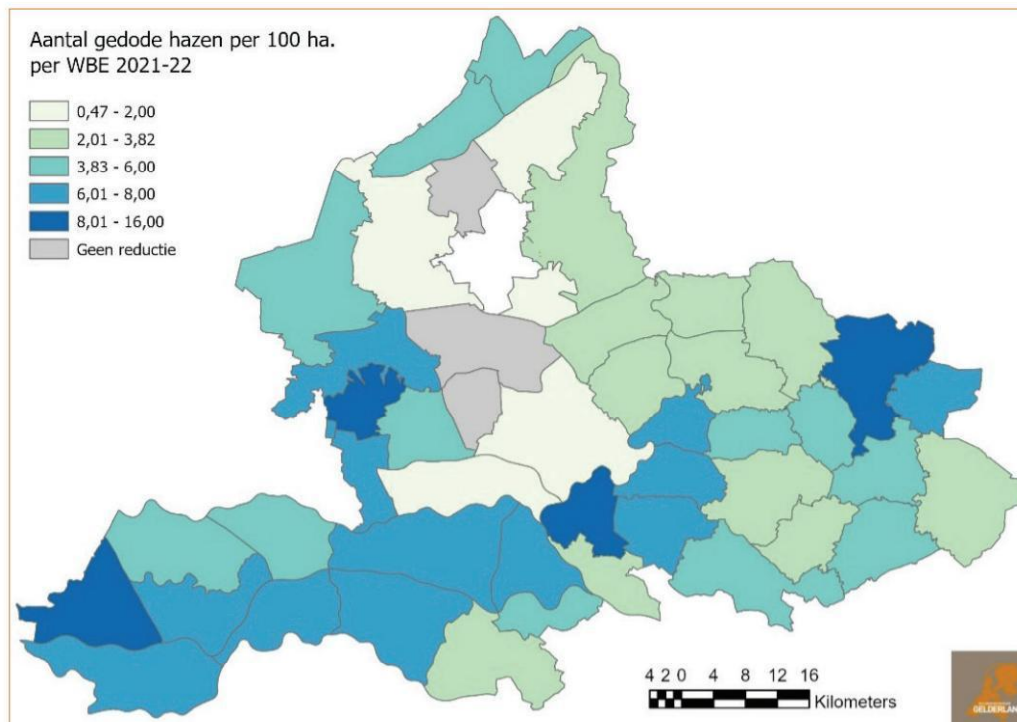 Aantal gedode hazen per 100 ha.
per WBE 2021-22
0,47 - 2,00
2,01 - 3,82
3,83 - 6,00
6,01 - 8,00
8,01 - 16,00
Geen reductie
4 2 0 4 8 12 16
Kilometers
GELDERLAND